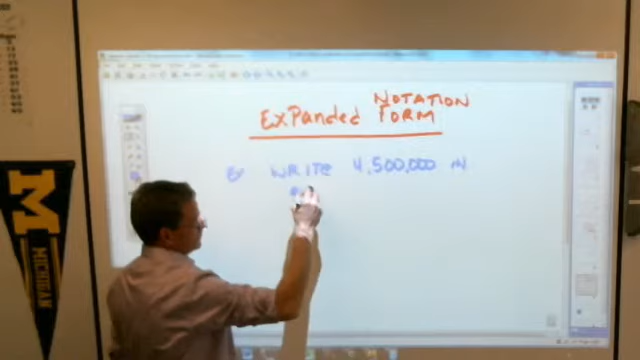 NOTATION
Expanded FORM
Ex WRITE 4,500,000 IN
M
MICHIGAN